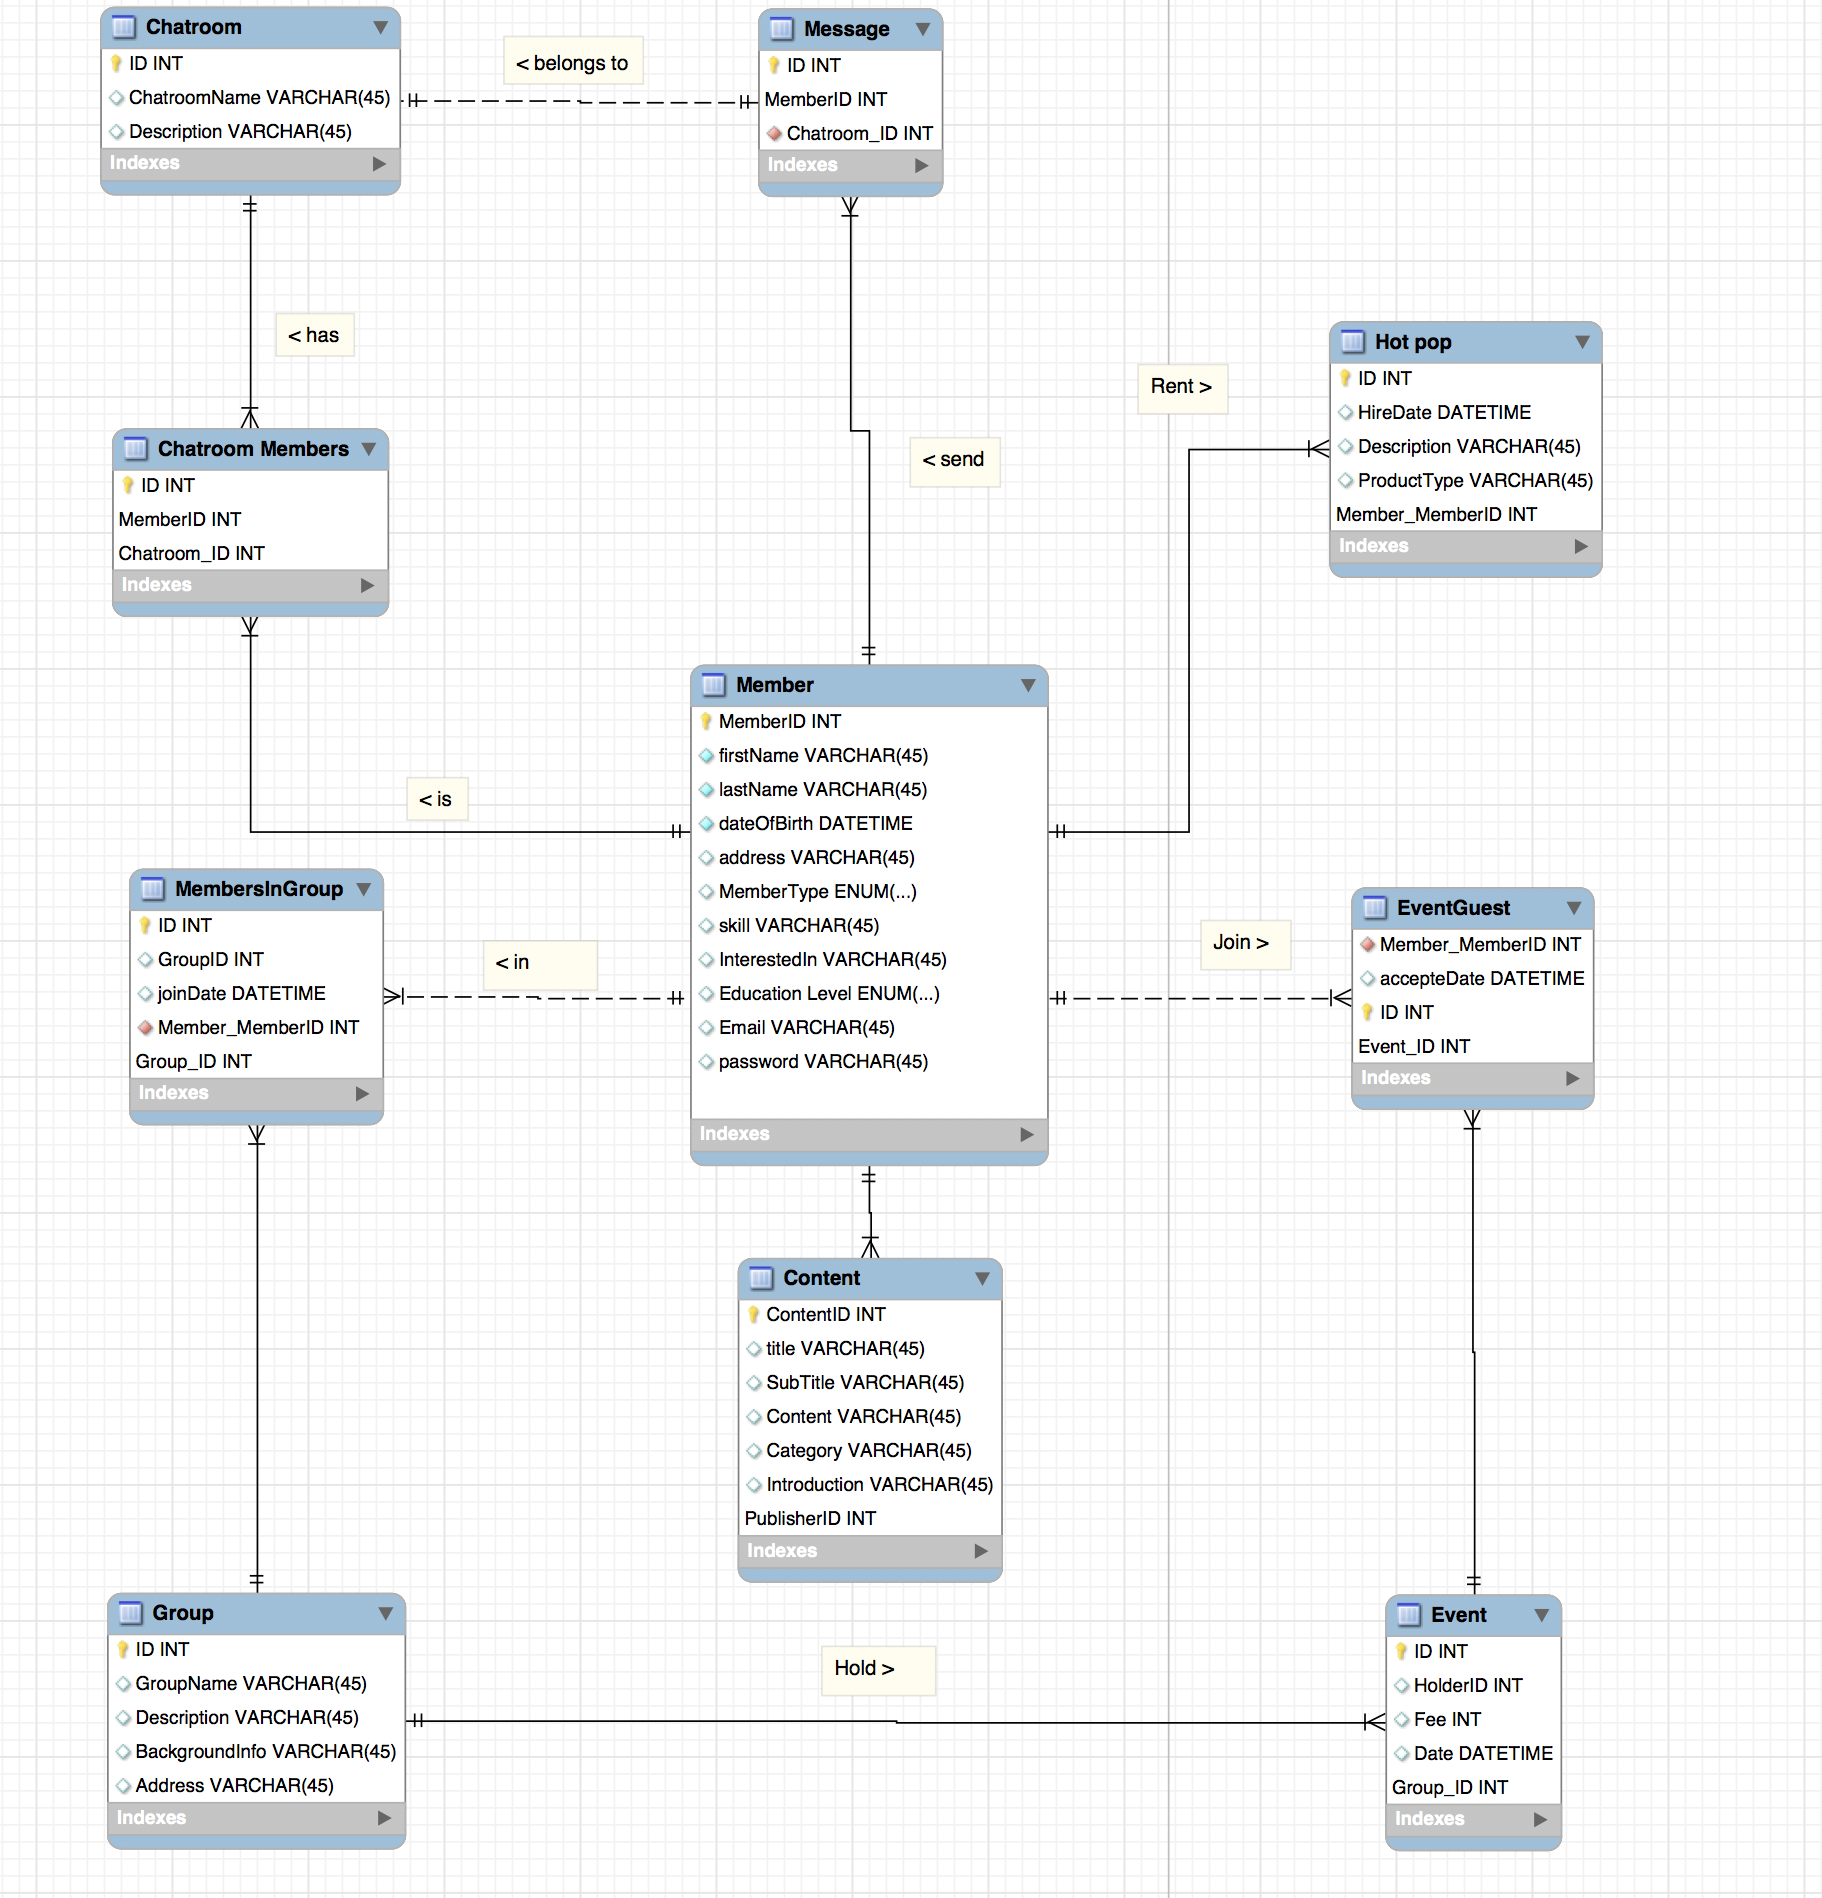 Chatroom
ID INT
ChatroomName VARCHAR(45)
Description VARCHAR(45)
Indexes
< belongs to
Message
ID INT
MemberID INT
Chatroom_ID INT
Indexes
< has
Chatroom Members
ID INT
MemberID INT
Chatroom_ID INT
Indexes
< send
Rent >
Hot pop
ID INT
HireDate DATETIME
Description VARCHAR(45)
ProductType VARCHAR(45)
Member_MemberID INT
Indexes
< is
Member
MemberID INT
firstName VARCHAR(45)
lastName VARCHAR(45)
dateOfBirth DATETIME
address VARCHAR(45)
MemberType ENUM(...)
skill VARCHAR(45)
InterestedIn VARCHAR(45)
Education Level ENUM(...)
Email VARCHAR(45)
password VARCHAR(45)
Indexes
MembersInGroup
ID INT
GroupID INT
joinDate DATETIME
Member_MemberID INT
Group_ID INT
Indexes
< in
Join >
EventGuest
Member_MemberID INT
accepteDate DATETIME
ID INT
Event_ID INT
Indexes
Content
ContentID INT
title VARCHAR(45)
SubTitle VARCHAR(45)
Content VARCHAR(45)
Category VARCHAR(45)
Introduction VARCHAR(45)
PublisherID INT
Indexes
Group
ID INT
GroupName VARCHAR(45)
Description VARCHAR(45)
BackgroundInfo VARCHAR(45)
Address VARCHAR(45)
Indexes
Hold >
Event
ID INT
HolderID INT
Fee INT
Date DATETIME
Group_ID INT
Indexes